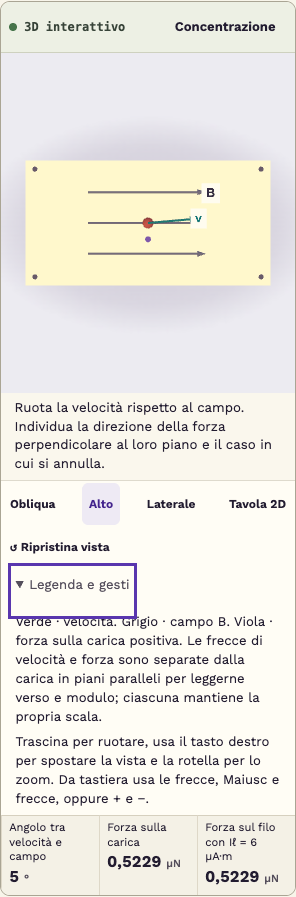 3D interattivo
Concentrazione
B
v
Ruota la velocità rispetto al campo.
Individua la direzione della forza
perpendicolare al loro piano e il caso in
cui si annulla.
Obliqua Alto Laterale Tavola 2D
↺ Ripristina vista
▼ Legenda e gesti
Verde · velocità. Grigio · campo B. Viola ·
forza sulla carica positiva. Le frecce di
velocità e forza sono separate dalla
carica in piani paralleli per leggerne
verso e modulo; ciascuna mantiene la
propria scala.
Trascina per ruotare, usa il tasto destro
per spostare la vista e la rotella per lo
zoom. Da tastiera usa le frecce, Maiusc e
frecce, oppure + e −.
Angolo tra
velocità e
campo
5 °
Forza sulla
carica
0,5229 μN
Forza sul filo
con Iℓ = 6
μA·m
0,5229 μN